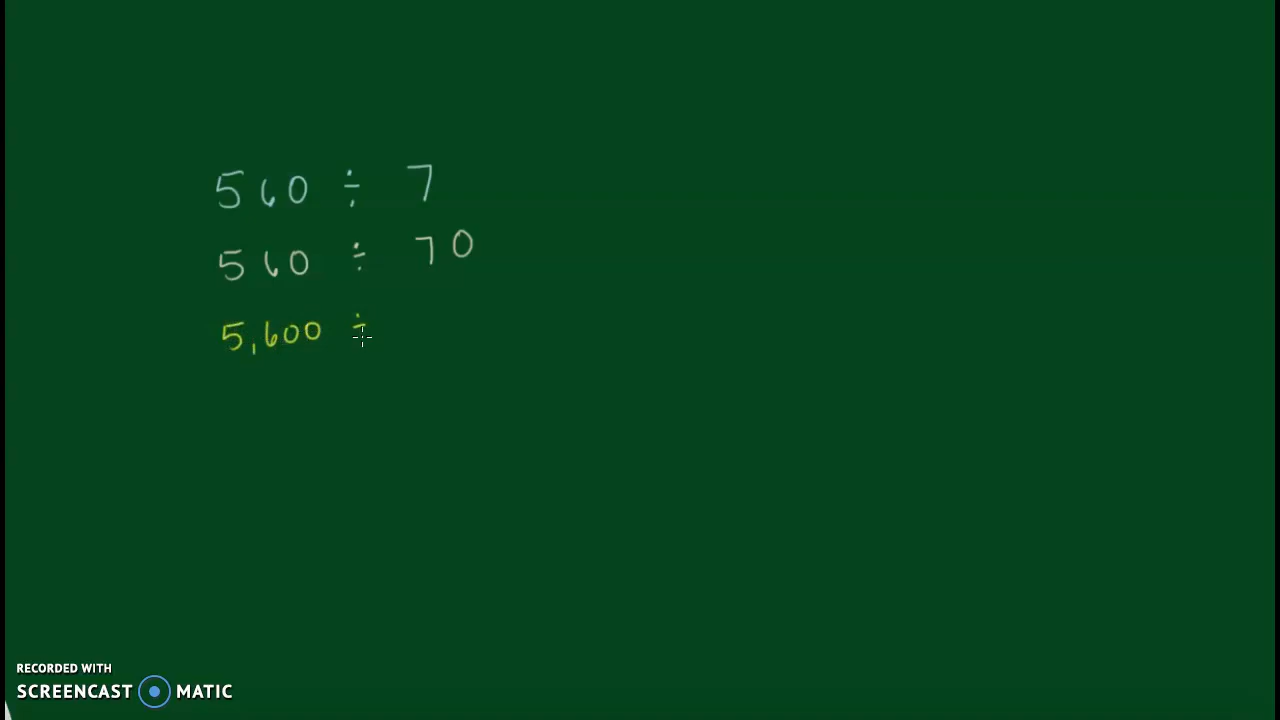 560 ÷ 7
560 ÷ 70
5,600 ÷
RECORDED WITH
SCREENCAST MATIC